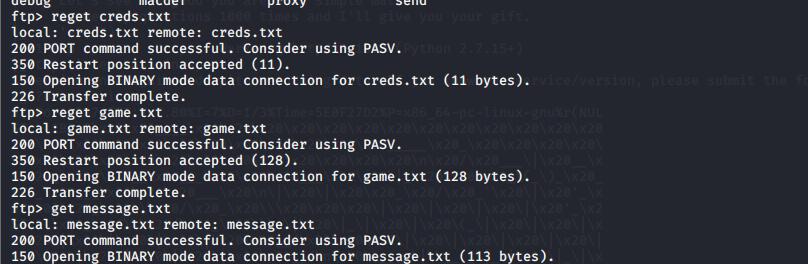 debug macdef proxy send
ftp> reget creds.txt
local: creds.txt remote: creds.txt
200 PORT command successful. Consider using PASV.
350 Restart position accepted (11).
150 Opening BINARY mode data connection for creds.txt (11 bytes).
226 Transfer complete.
ftp> reget game.txt
local: game.txt remote: game.txt
200 PORT command successful. Consider using PASV.
350 Restart position accepted (128).
150 Opening BINARY mode data connection for game.txt (128 bytes).
226 Transfer complete.
ftp> get message.txt
local: message.txt remote: message.txt
200 PORT command successful. Consider using PASV.
150 Opening BINARY mode data connection for message.txt (113 bytes).